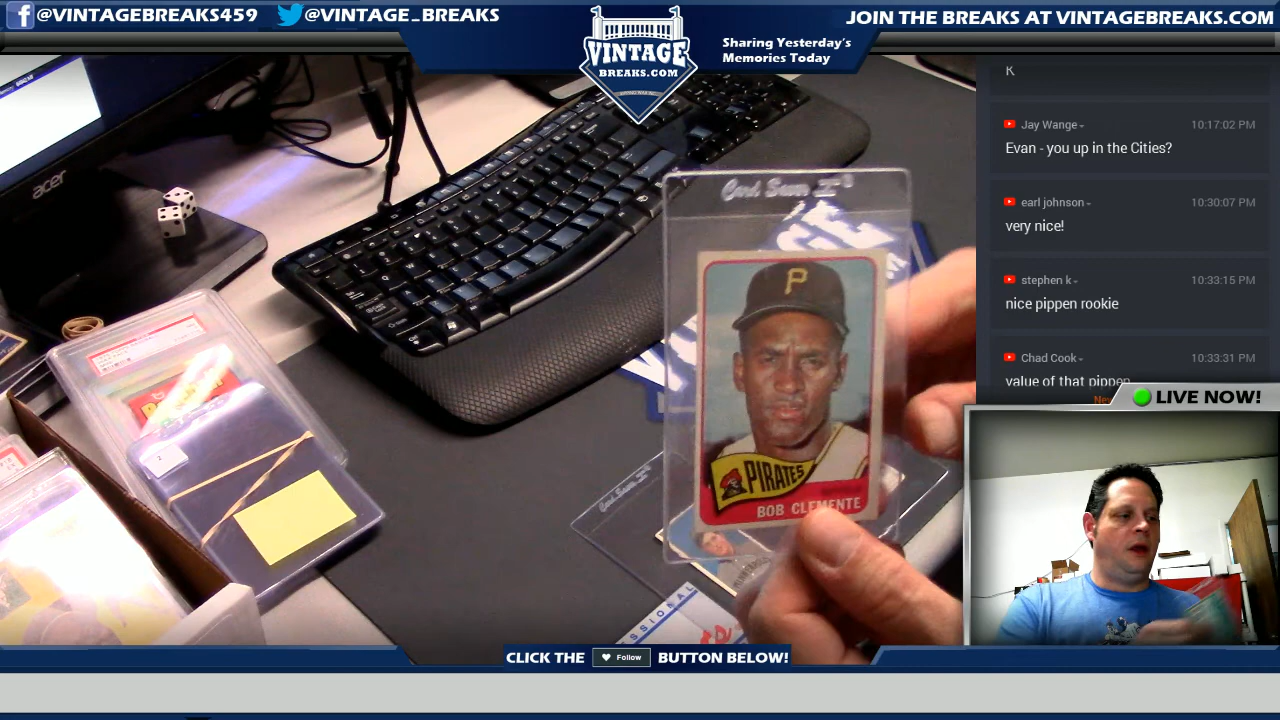 @VINTAGEBREAKS459 @VINTAGE_BREAKS
JOIN THE BREAKS AT VINTAGEBREAKS.COM
VINTAGE
BREAKS.COM
Sharing Yesterday's
Memories Today
K
Jay Wange 10:17:02 PM
Evan - you up in the Cities?
earl johnson 10:30:07 PM
very nice!
stephen k 10:33:15 PM
nice pippen rookie
Chad Cook 10:33:31 PM
value of that pippen
LIVE NOW!
acer
Card Saver
P
PIRATES
BOB CLEMENTE
2
CLICK THE Follow BUTTON BELOW!